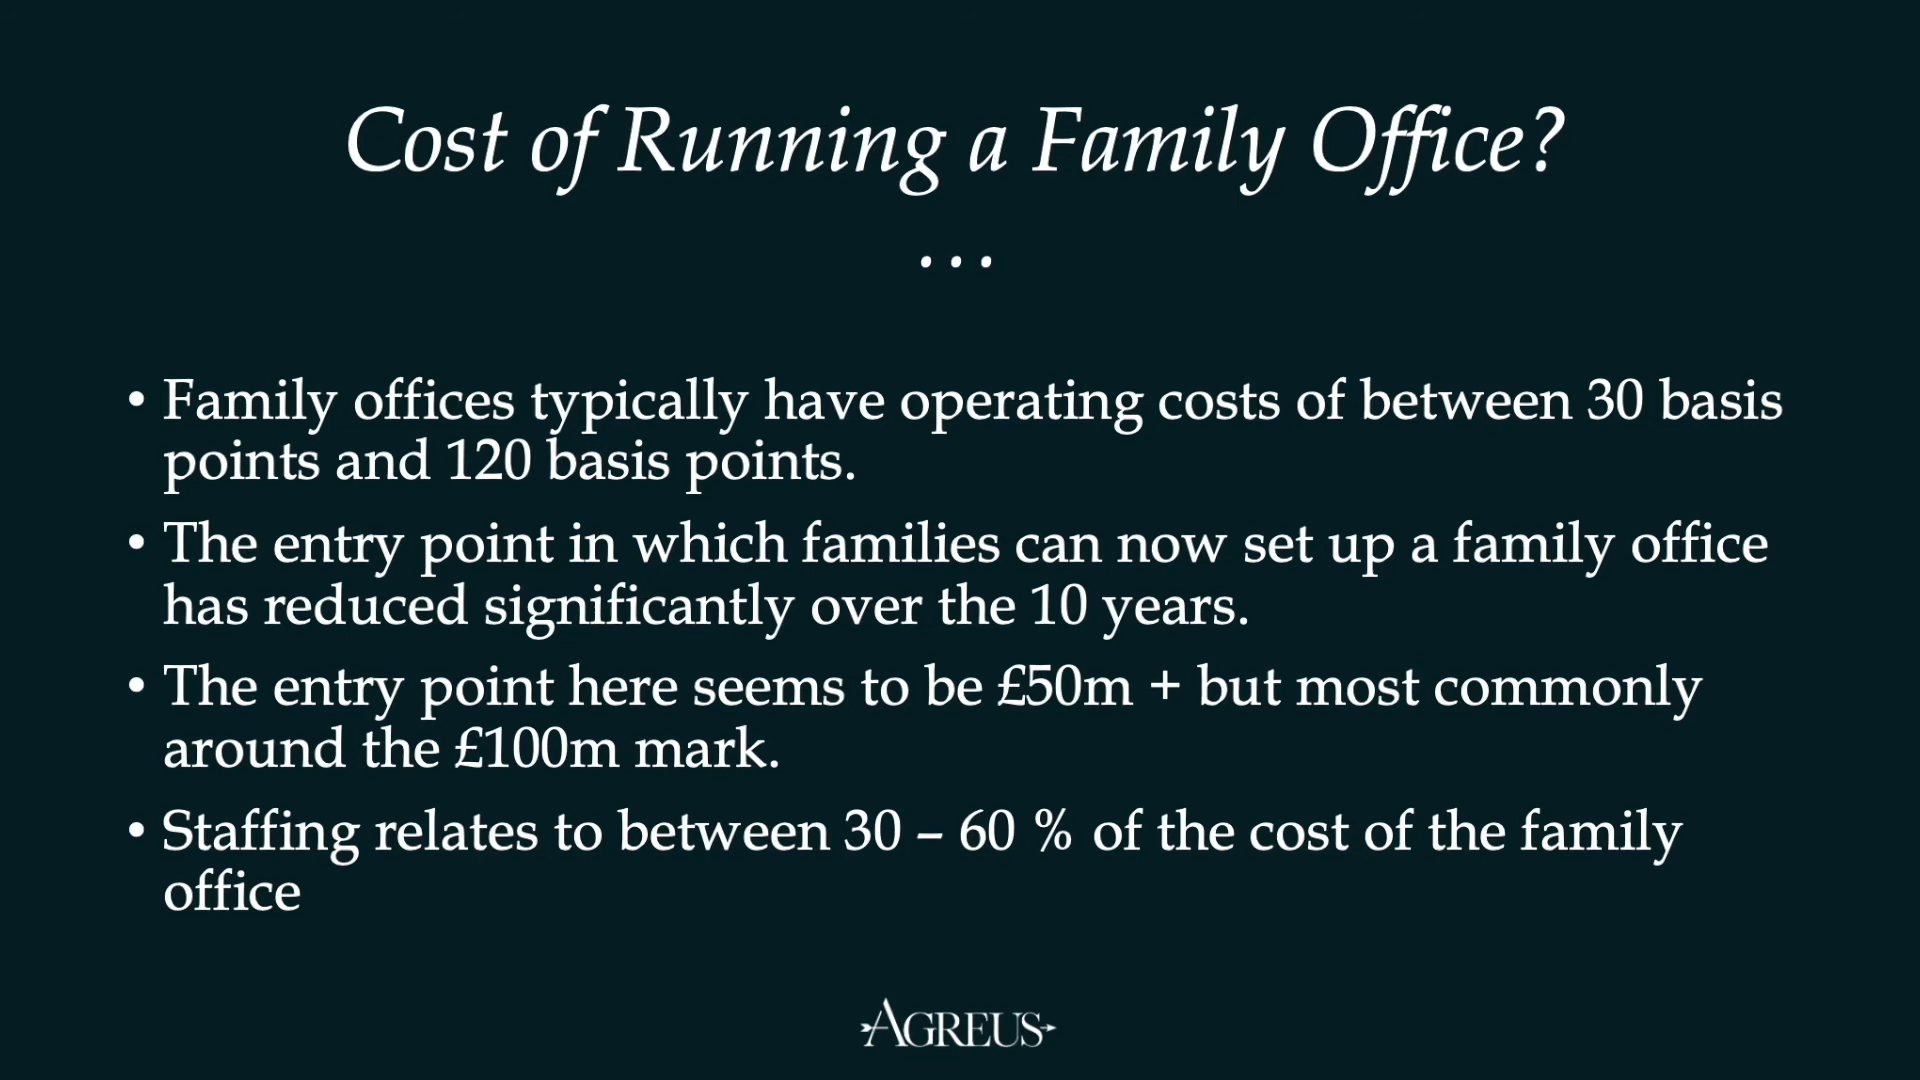 Cost of Running a Family Office?
...
• Family offices typically have operating costs of between 30 basis
points and 120 basis points.
• The entry point in which families can now set up a family office
has reduced significantly over the 10 years.
• The entry point here seems to be £50m + but most commonly
around the £100m mark.
• Staffing relates to between 30 – 60 % of the cost of the family
office
AGREUS